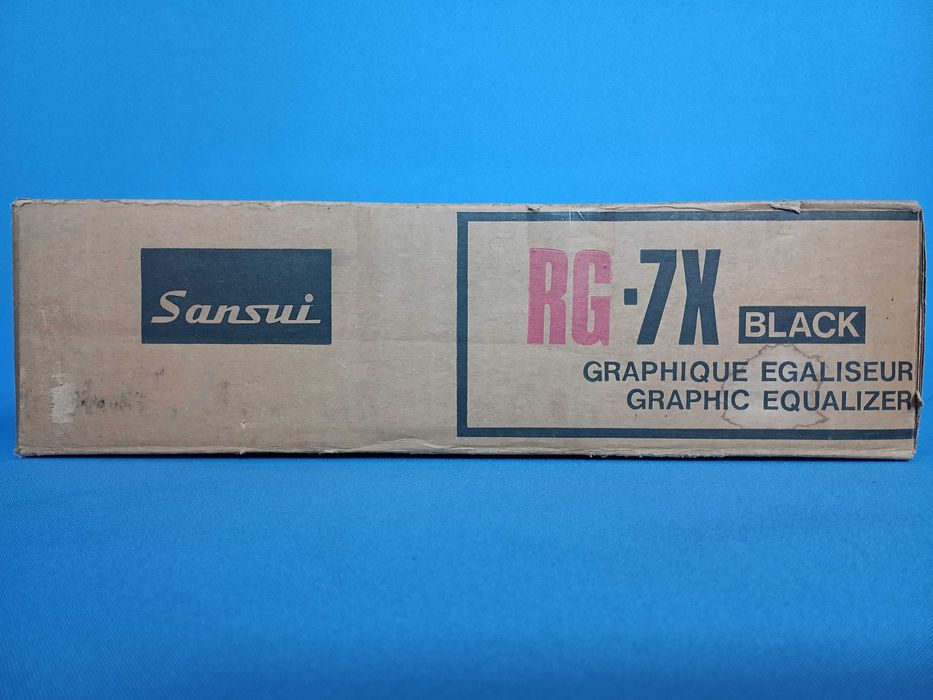 Sansui
RG-7X BLACK
GRAPHIQUE EGALISEUR
GRAPHIC EQUALIZER